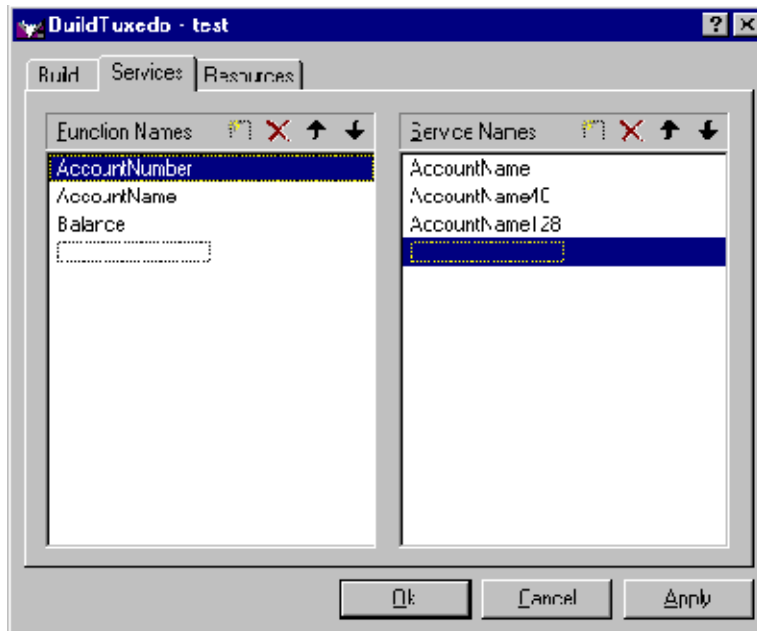 BuildTuxedo - test
Build Services Resources
Function Names
AccountNumber
AccountName
Balance
Service Names
AccountName
AccountName40
AccountName128
Ok Cancel Apply